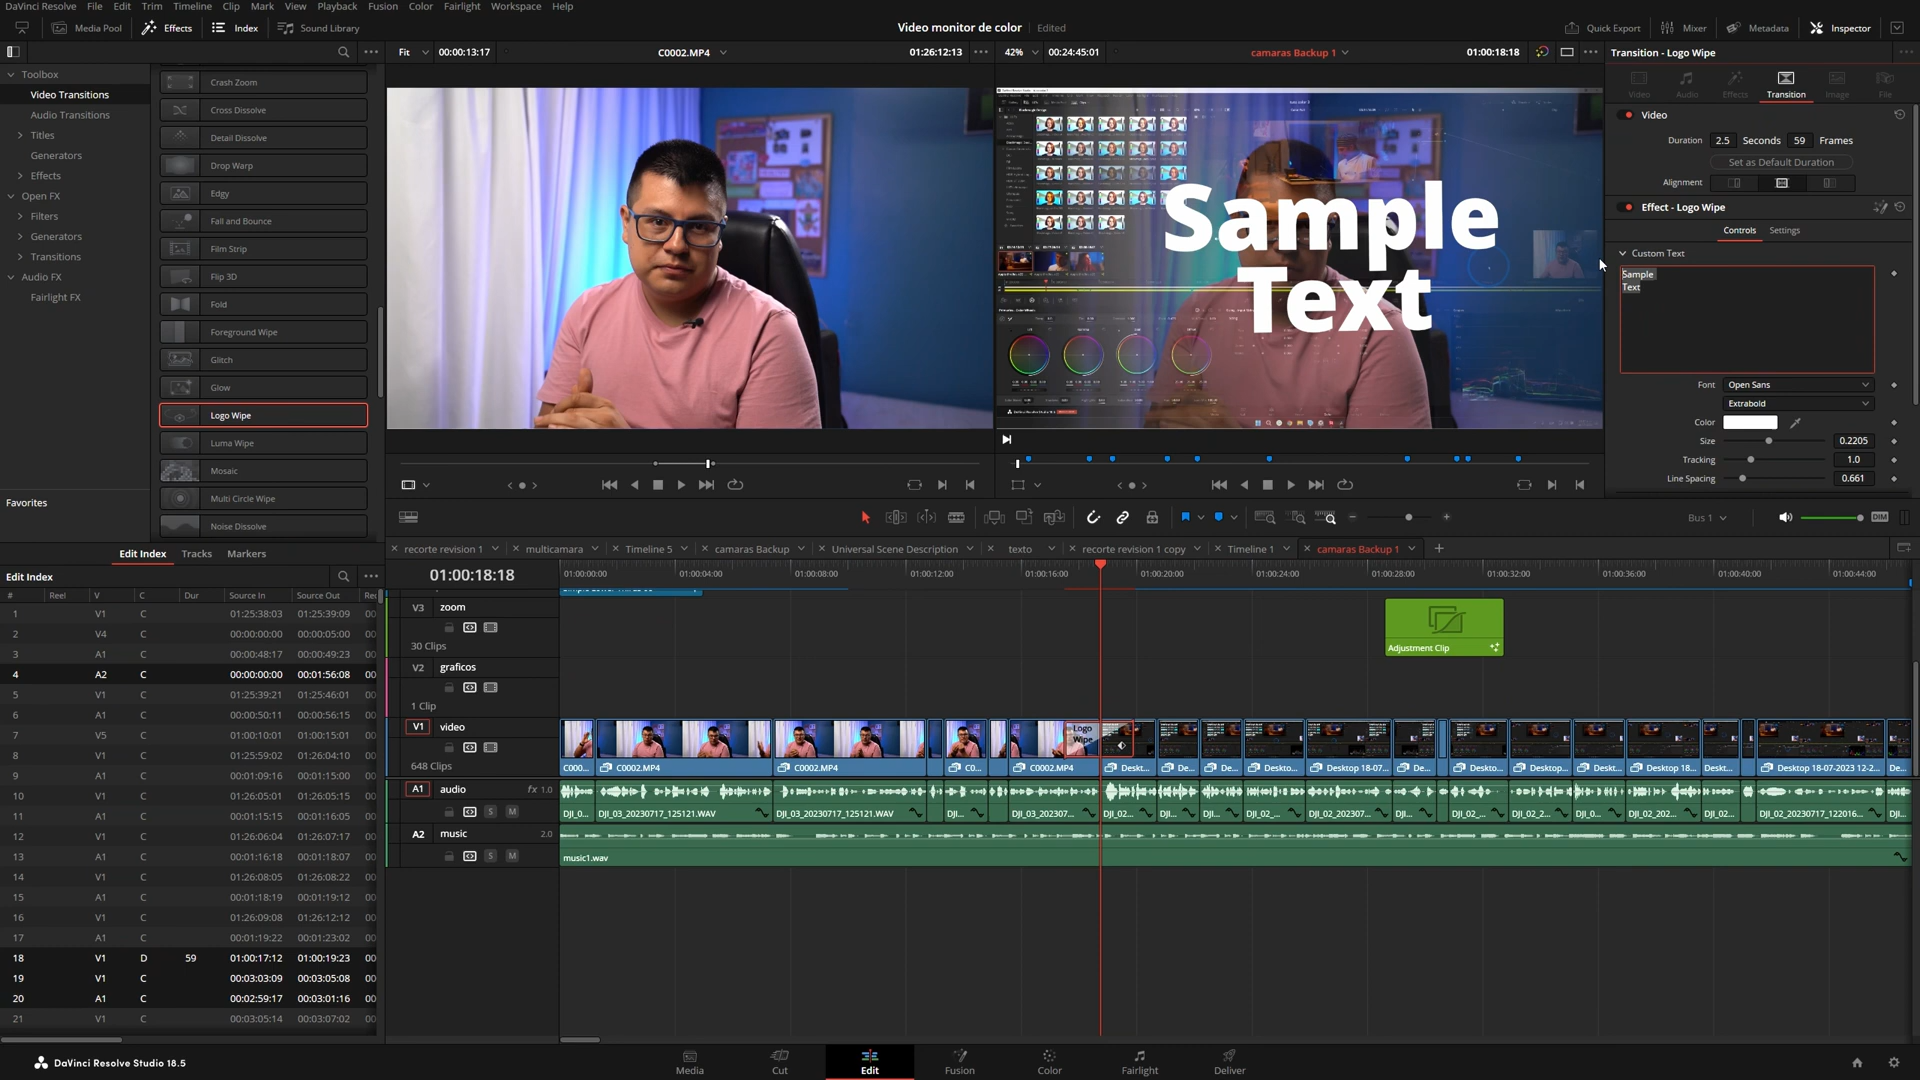 DaVinci Resolve File Edit Trim Timeline Clip Mark View Playback Fusion Color Fairlight Workspace Help
Media Pool Effects Index Sound Library Video monitor de color Edited Quick Export Mixer Metadata Inspector
Fit 00:00:13:17 C0002.MP4 01:26:12:13 42% 00:24:45:01 camaras Backup 1 01:00:18:18 Transition - Logo Wipe
Toolbox
Video Transitions
Audio Transitions
Titles
Generators
Effects
Open FX
Filters
Generators
Transitions
Audio FX
Fairlight FX
Favorites
Crash Zoom
Cross Dissolve
Detail Dissolve
Drop Warp
Edgy
Fall and Bounce
Film Strip
Flip 3D
Fold
Foreground Wipe
Glitch
Glow
Logo Wipe
Luma Wipe
Mosaic
Multi Circle Wipe
Noise Dissolve
Sample
Text
Video Audio Effects Transition Image File
Video
Duration 2.5 Seconds 59 Frames
Set as Default Duration
Alignment
Effect - Logo Wipe
Controls Settings
Custom Text
Sample
Text
Font Open Sans
Extrabold
Color
Size 0.2205
Tracking 1.0
Line Spacing 0.661
Bus 1 DIM
Edit Index Tracks Markers
Edit Index
# Reel V C Dur Source In Source Out
1 V1 C 01:25:38:03 01:25:39:09 00
2 V4 C 00:00:00:00 00:00:05:00 00
3 A1 C 00:00:48:17 00:00:49:23 00
4 A2 C 00:00:00:00 00:01:56:08 00
5 V1 C 01:25:39:21 01:25:46:01 00
6 A1 C 00:00:50:11 00:00:56:15 00
7 V5 C 00:00:10:01 00:00:15:01 00
8 V1 C 01:25:59:02 01:26:04:10 00
9 A1 C 00:01:09:16 00:01:15:00 00
10 V1 C 01:26:05:01 01:26:05:15 00
11 A1 C 00:01:15:15 00:01:16:05 00
12 V1 C 01:26:06:04 01:26:07:17 00
13 A1 C 00:01:16:18 00:01:18:07 00
14 V1 C 01:26:08:05 01:26:08:22 00
15 A1 C 00:01:18:19 00:01:19:12 00
16 V1 C 01:26:09:08 01:26:12:12 00
17 A1 C 00:01:19:22 00:01:23:02 00
18 V1 D 59 01:00:17:12 01:00:19:23 00
19 V1 C 00:03:03:09 00:03:05:08 00
20 A1 C 00:02:59:17 00:03:01:16 00
21 V1 C 00:03:05:14 00:03:07:02 00
recorte revision 1 multicamara Timeline 5 camaras Backup Universal Scene Description texto recorte revision 1 copy Timeline 1 camaras Backup 1
01:00:18:18 01:00:00:00 01:00:04:00 01:00:08:00 01:00:12:00 01:00:16:00 01:00:20:00 01:00:24:00 01:00:28:00 01:00:32:00 01:00:36:00 01:00:40:00 01:00:44:00
V3 zoom
30 Clips
Adjustment Clip
V2 graficos
1 Clip
V1 video
Logo
Wipe
648 Clips
C000... C0002.MP4 C0002.MP4 C0... C0002.MP4 Deskt... De... De... Deskto... Desktop 18-07... De... Deskto... Desktop... Deskt... Desktop 18... Deskt... Desktop 18-07-2023 12-2... Des...
A1 audio fx 1.0
S M
DJI_0... DJI_03_20230717_125121.WAV DJI_03_20230717_125121.WAV DJI... DJI_03_202307... DJI_02... DJI... DJI... DJI_02_... DJI_02_202307... DJI... DJI_02_... DJI_02_2... DJI_0... DJI_02_202... DJI_02... DJI_02_20230717_122016... DJI...
A2 music 2.0
S M
music1.wav
DaVinci Resolve Studio 18.5
Media Cut Edit Fusion Color Fairlight Deliver